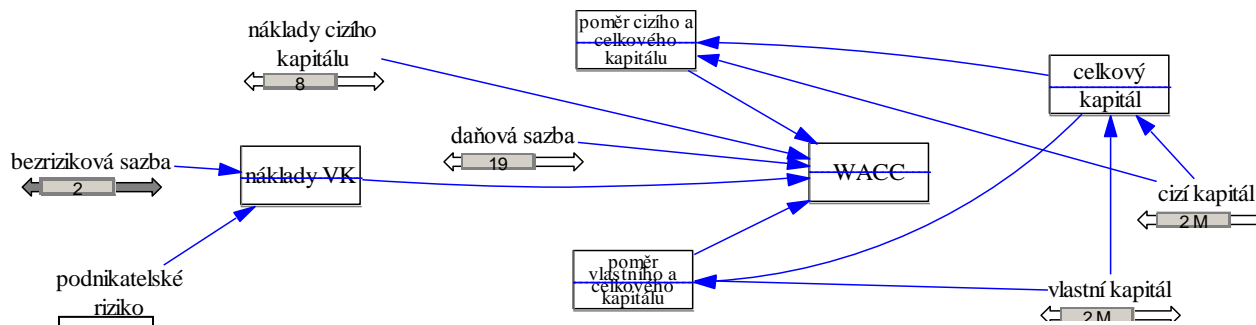 náklady cizího
kapitálu
8
poměr cizího a
celkového
kapitálu
celkový
kapitál
daňová sazba
19
bezriziková sazba
2
náklady VK
WACC
cizí kapitál
2 M
poměr
vlastního a
celkového
kapitálu
vlastní kapitál
2 M
podnikatelské
riziko